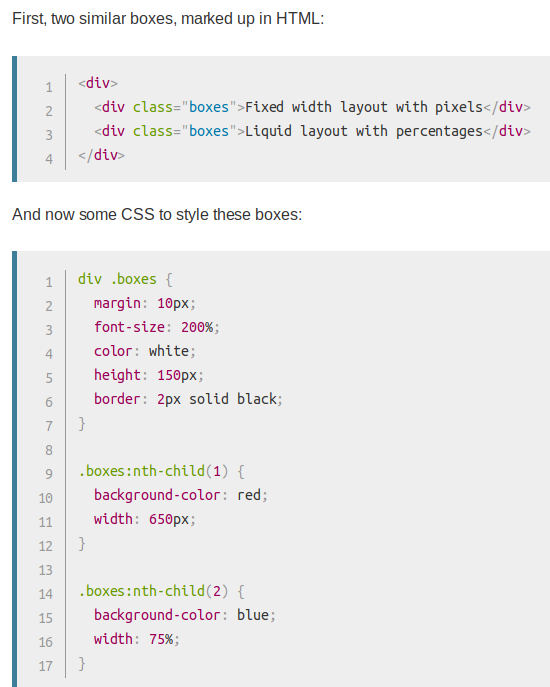 First, two similar boxes, marked up in HTML:
1 <div>
2   <div class="boxes">Fixed width layout with pixels</div>
3   <div class="boxes">Liquid layout with percentages</div>
4 </div>
And now some CSS to style these boxes:
1 div .boxes {
2   margin: 10px;
3   font-size: 200%;
4   color: white;
5   height: 150px;
6   border: 2px solid black;
7 }
8
9 .boxes:nth-child(1) {
10   background-color: red;
11   width: 650px;
12 }
13
14 .boxes:nth-child(2) {
15   background-color: blue;
16   width: 75%;
17 }